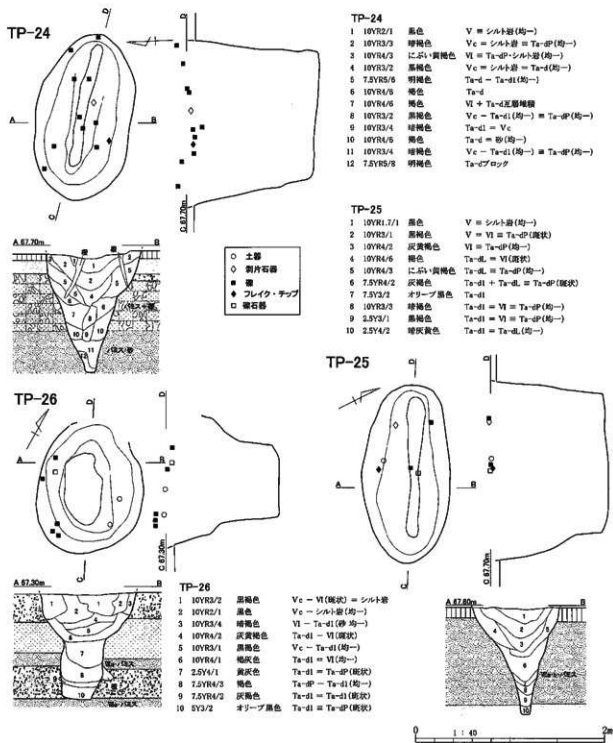 TP-24
D
A
B
C
C 67.70m
D
TP-24
1 10YR2/1 黒色 V = シルト岩(均一)
2 10YR3/3 暗褐色 Vc = シルト岩 = Ta-dP(均一)
3 10YR4/3 にぶい黄褐色 VI = Ta-dP・シルト岩(均一)
4 10YR3/2 黒褐色 Vc = シルト岩 = Ta-d(均一)
5 7.5YR5/6 明褐色 Ta-d - Ta-d1(均一)
6 10YR4/6 褐色 Ta-d
7 10YR4/6 褐色 VI + Ta-d互層堆積
8 10YR3/2 黒褐色 Vc - Ta-d1(均一) = Ta-dP(均一)
9 10YR3/4 暗褐色 Ta-d1 = Vc
10 10YR4/6 褐色 Ta-d = 砂(均一)
11 10YR3/4 暗褐色 Vc - Ta-d1(均一) = Ta-dP(均一)
12 7.5YR5/8 明褐色 Ta-dブロック
TP-25
1 10YR1.7/1 黒色 V = シルト岩(均一)
2 10YR3/1 黒褐色 V = VI = Ta-dP(斑状)
3 10YR4/2 灰黄褐色 VI = Ta-dP(均一)
4 10YR4/6 褐色 Ta-dL = VI(斑状)
5 10YR4/3 にぶい黄褐色 Ta-dL = Ta-dP(均一)
6 7.5YR4/2 灰褐色 Ta-d1 + Ta-dL = Ta-dP(斑状)
7 7.5Y3/2 オリーブ黒色 Ta-d1
8 10YR3/3 暗褐色 Ta-d1 = VI = Ta-dP(均一)
9 2.5Y3/1 黒褐色 Ta-d1 = VI = Ta-dP(均一)
10 2.5Y4/2 暗灰黄色 Ta-d1 = Ta-dL(均一)
○ 土器
◇ 剥片石器
■ 礫
◆ フレイク・チップ
□ 礫石器
A 67.70m
B
TP-25
D
A
B
C
D
C 67.70m
TP-26
D
A
B
C
D
C 67.30m
A 67.30m
B
TP-26
1 10YR3/2 黒褐色 Vc - VI(斑状) = シルト岩
2 10YR2/1 黒色 Vc - シルト岩(均一)
3 10YR3/4 暗褐色 VI - Ta-d1(砂 均一)
4 10YR4/2 灰黄褐色 Ta-d1 - VI(斑状)
5 10YR3/1 黒褐色 Vc - Ta-d1(均一)
6 10YR4/1 褐灰色 Ta-d1 = VI(均一)
7 2.5Y4/1 黄灰色 Ta-d1 = Ta-dP(斑状)
8 7.5YR4/3 褐色 Ta-dP - Ta-d1(均一)
9 7.5YR4/2 灰褐色 Ta-d1 = Ta-d1(斑状)
10 5Y3/2 オリーブ黒色 Ta-d1 = Ta-dP(斑状)
A 67.60m
B
0 1 : 40 2m